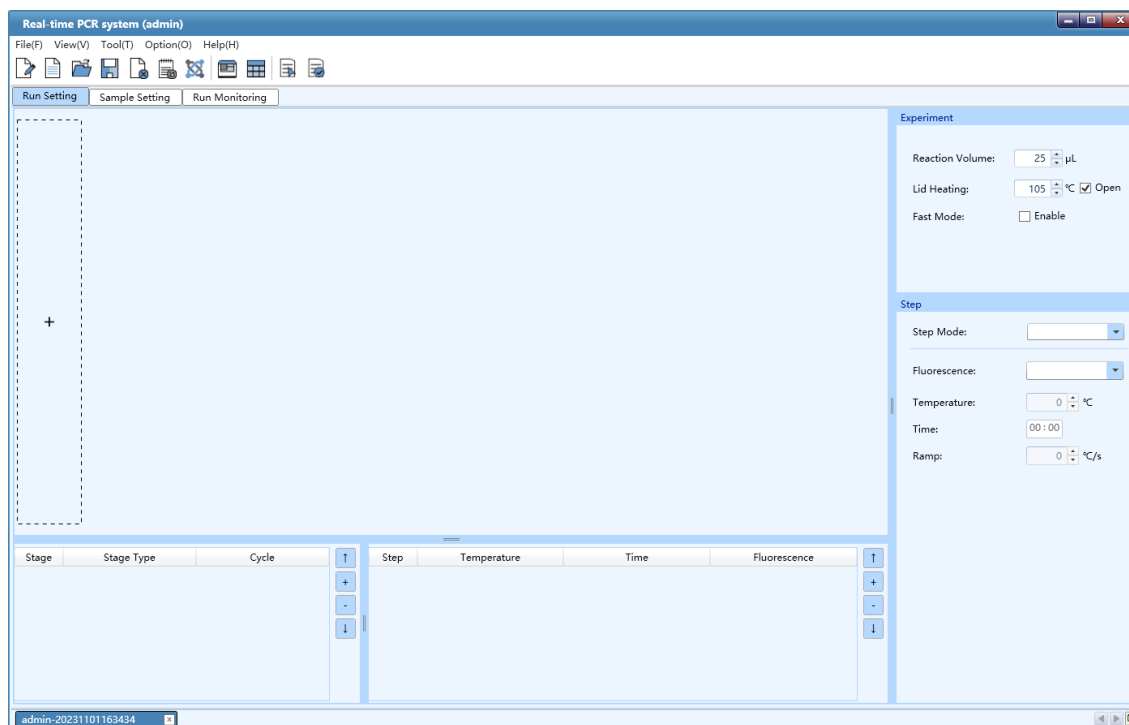 Real-time PCR system (admin)
File(F) View(V) Tool(T) Option(O) Help(H)
Run Setting Sample Setting Run Monitoring
Experiment
Reaction Volume: 25 μL
Lid Heating: 105 ℃ Open
Fast Mode: Enable
+
Step
Step Mode:
Fluorescence:
Temperature: 0 ℃
Time: 00:00
Ramp: 0 ℃/s
Stage Stage Type Cycle ↑
+
-
↓
Step Temperature Time Fluorescence ↑
+
-
↓
admin-20231101163434 x